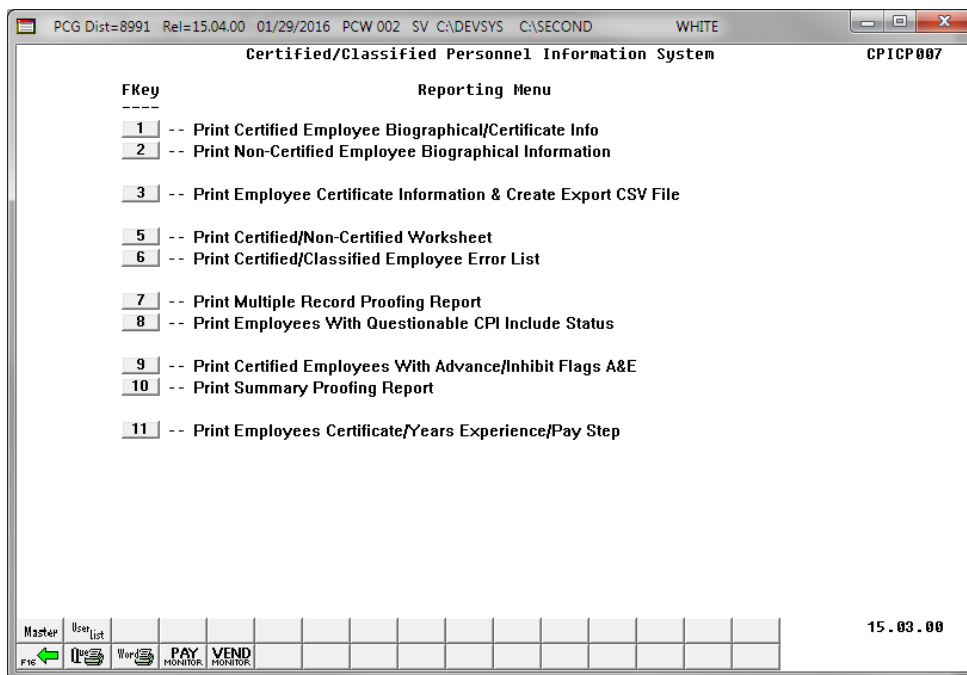 PCG Dist=8991 Rel=15.04.00 01/29/2016 PCW 002 SV C:\DEVSYS C:\SECOND WHITE
Certified/Classified Personnel Information System CPICP007
FKey Reporting Menu
----
1 -- Print Certified Employee Biographical/Certificate Info
2 -- Print Non-Certified Employee Biographical Information
3 -- Print Employee Certificate Information & Create Export CSV File
5 -- Print Certified/Non-Certified Worksheet
6 -- Print Certified/Classified Employee Error List
7 -- Print Multiple Record Proofing Report
8 -- Print Employees With Questionable CPI Include Status
9 -- Print Certified Employees With Advance/Inhibit Flags A&E
10 -- Print Summary Proofing Report
11 -- Print Employees Certificate/Years Experience/Pay Step
Master User List 15.03.00
F16 Que Word PAY MONITOR VEND MONITOR